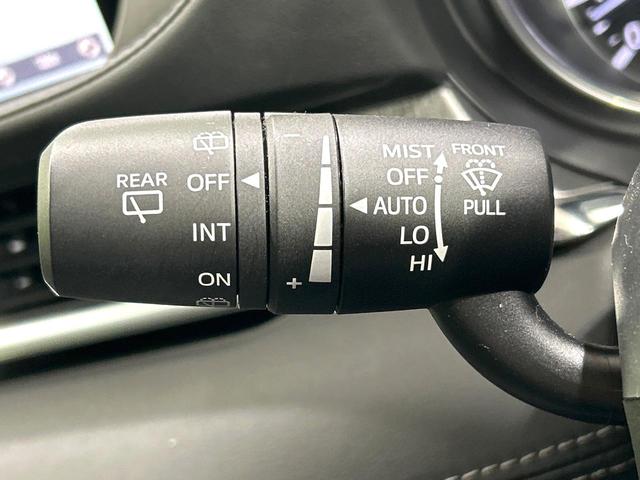 REAR
OFF
INT
ON
−
+
MIST
OFF
AUTO
LO
HI
FRONT
PULL